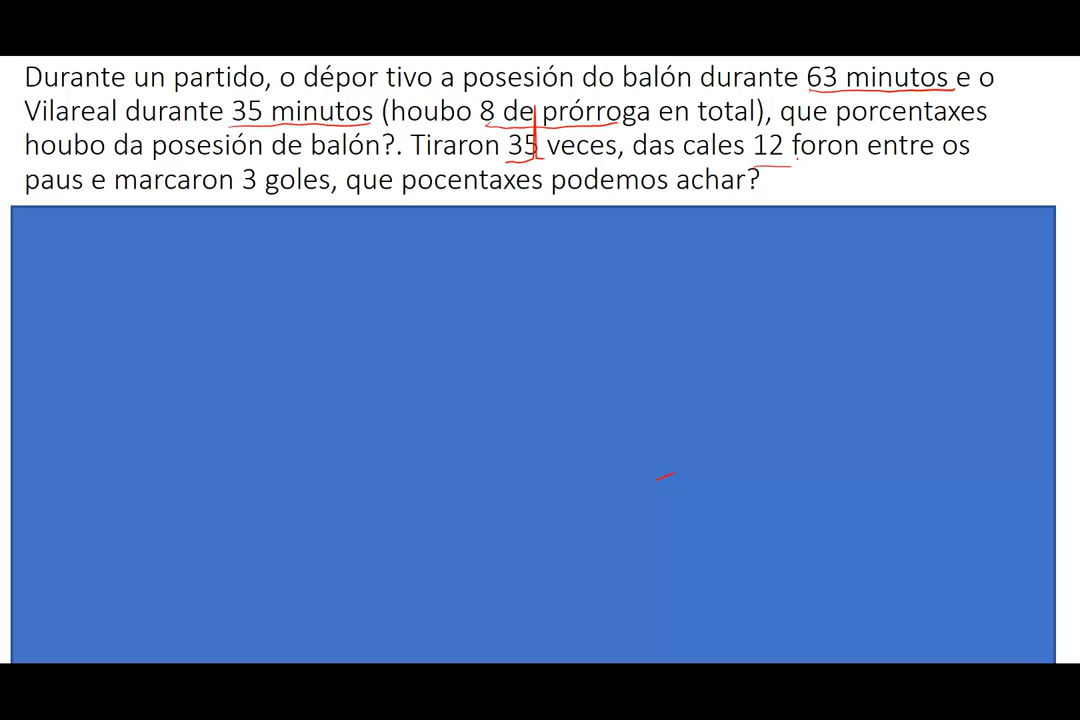 Durante un partido, o dépor tivo a posesión do balón durante 63 minutos e o
Vilareal durante 35 minutos (houbo 8 de prórroga en total), que porcentaxes
houbo da posesión de balón?. Tiraron 35 veces, das cales 12 foron entre os
paus e marcaron 3 goles, que pocentaxes podemos achar?